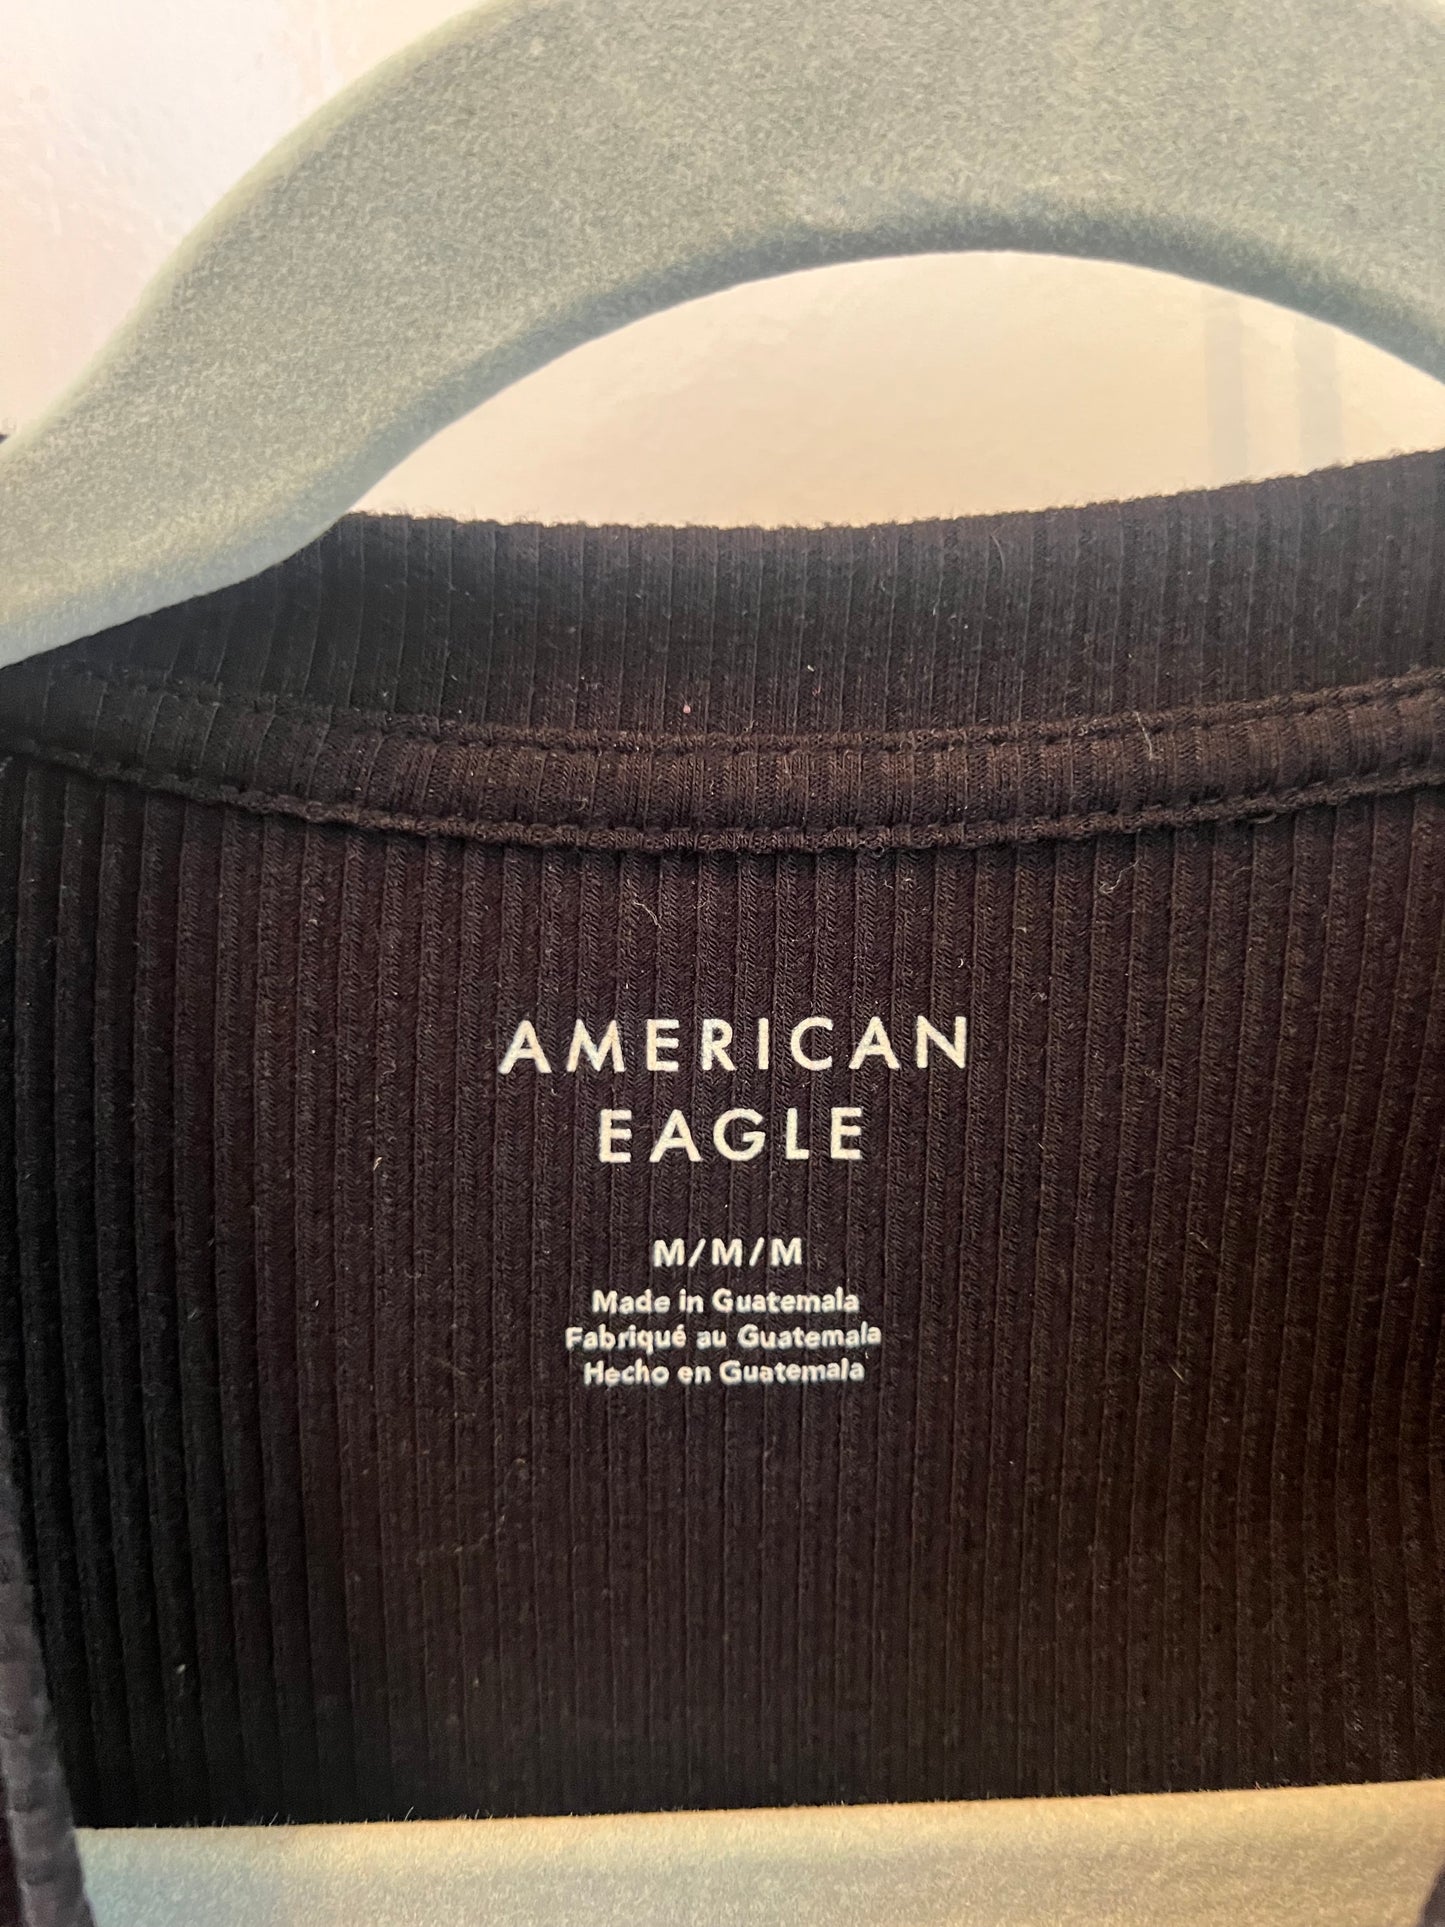 AMERICAN
EAGLE
M/M/M
Made in Guatemala
Fabriqué au Guatemala
Hecho en Guatemala